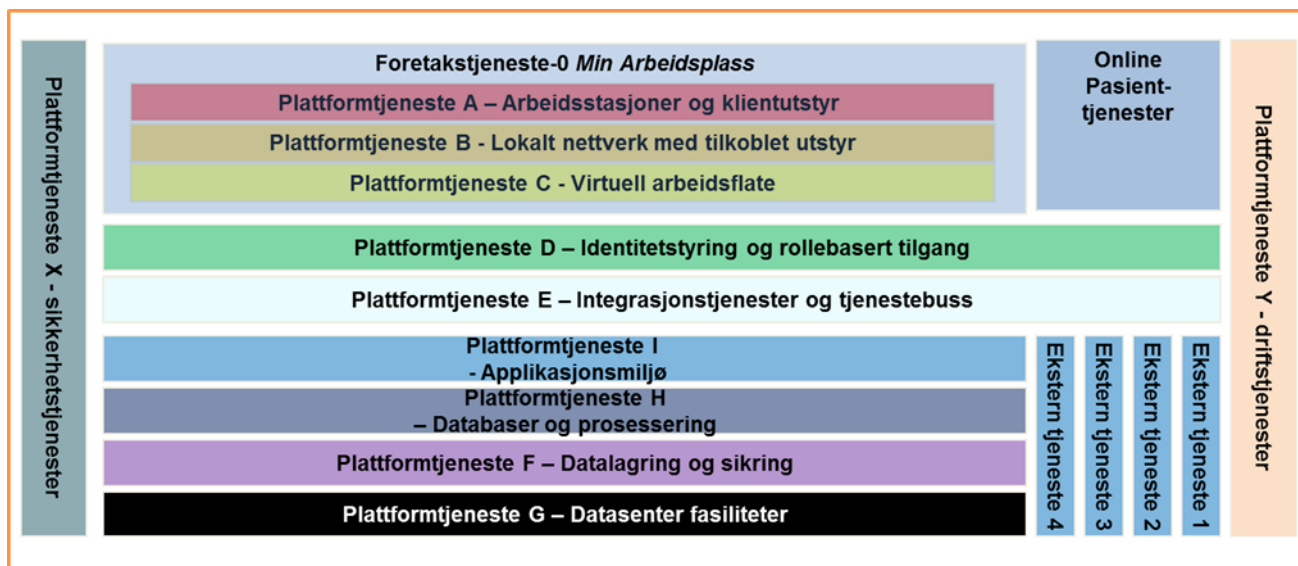 Plattformtjeneste X - sikkerhetstjenester
Foretakstjeneste-0 Min Arbeidsplass
Plattformtjeneste A – Arbeidsstasjoner og klientutstyr
Plattformtjeneste B - Lokalt nettverk med tilkoblet utstyr
Plattformtjeneste C - Virtuell arbeidsflate
Online
Pasient-
tjenester
Plattformtjeneste D – Identitetstyring og rollebasert tilgang
Plattformtjeneste E – Integrasjonstjenester og tjenestebuss
Plattformtjeneste I
- Applikasjonsmiljø
Plattformtjeneste H
– Databaser og prosessering
Plattformtjeneste F – Datalagring og sikring
Plattformtjeneste G – Datasenter fasiliteter
Ekstern tjeneste 4
Ekstern tjeneste 3
Ekstern tjeneste 2
Ekstern tjeneste 1
Plattformtjeneste Y - driftstjenester